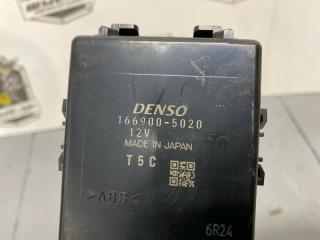 DENSO
166900-5020
12V
MADE IN JAPAN
T5C
>ABS<
6R24